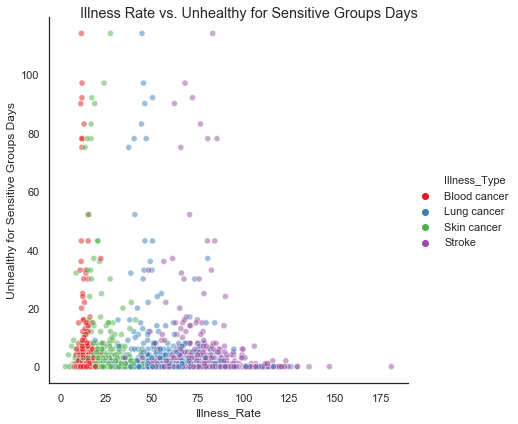 Illness Rate vs. Unhealthy for Sensitive Groups Days
Unhealthy for Sensitive Groups Days
100
80
60
40
20
0
0 25 50 75 100 125 150 175
Illness_Rate
Illness_Type
Blood cancer
Lung cancer
Skin cancer
Stroke